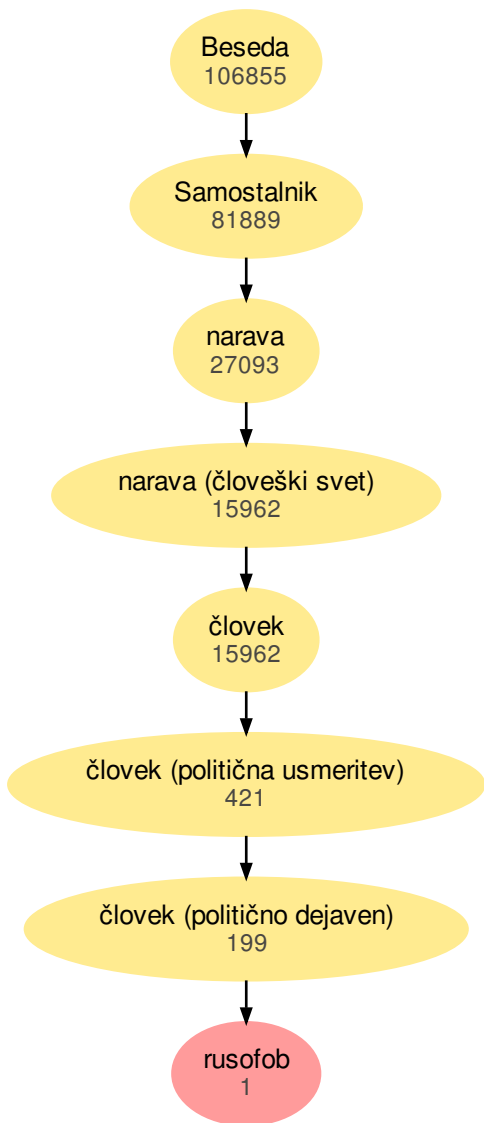 Beseda
106855
Samostalnik
81889
narava
27093
narava (človeški svet)
15962
človek
15962
človek (politična usmeritev)
421
človek (politično dejaven)
199
rusofob
1